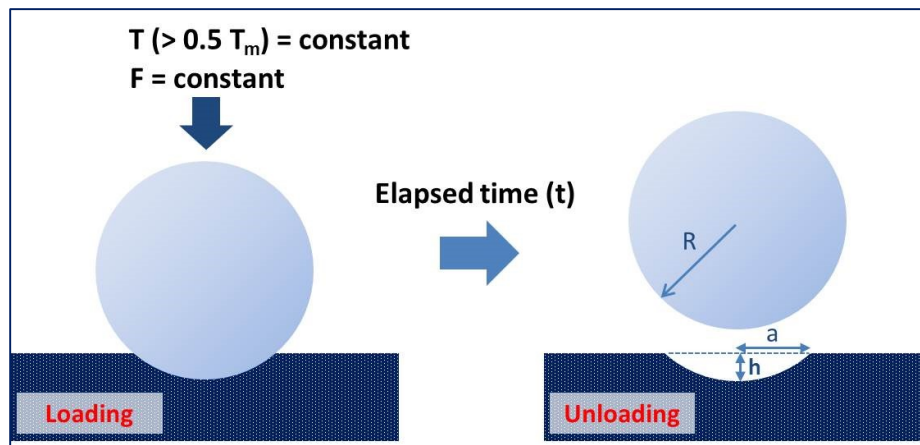 T (> 0.5 Tm) = constant
F = constant
Elapsed time (t)
R
a
h
Loading
Unloading